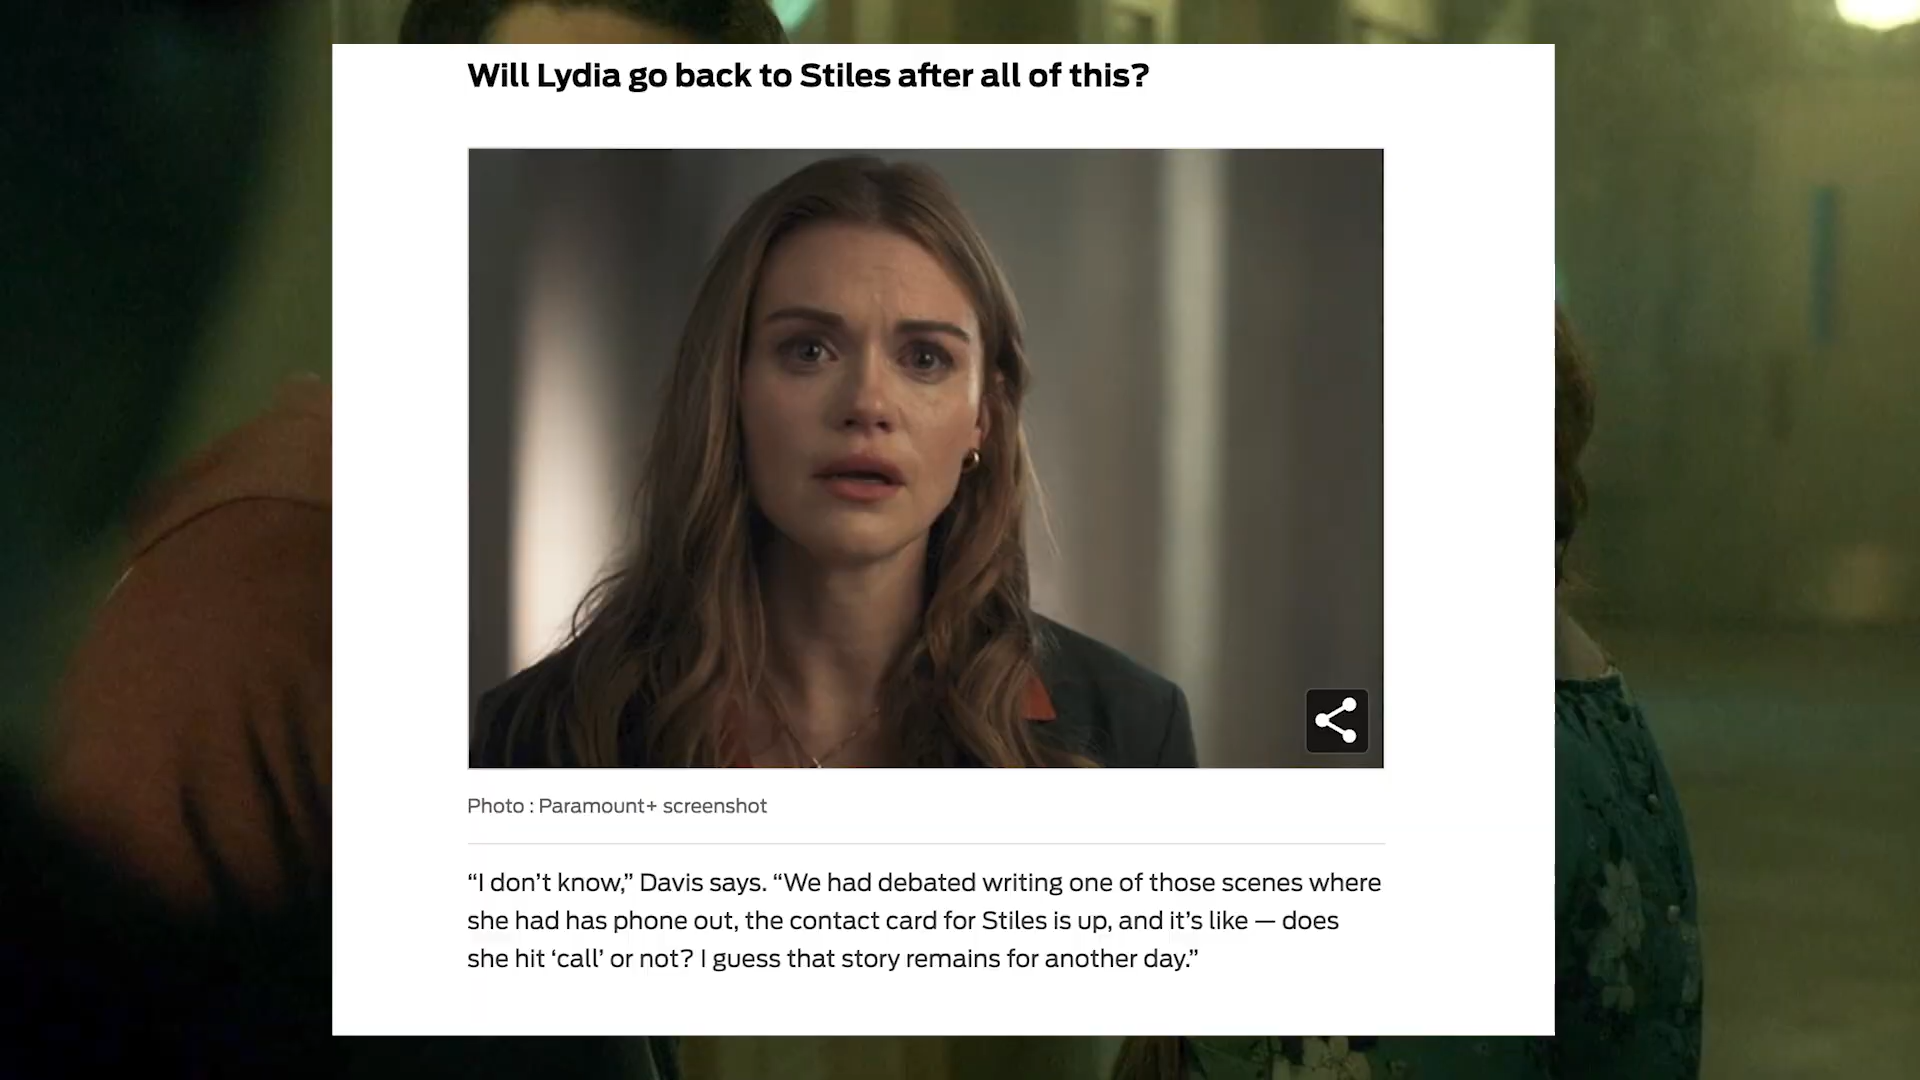 Will Lydia go back to Stiles after all of this?
Photo : Paramount+ screenshot
“I don’t know,” Davis says. “We had debated writing one of those scenes where
she had has phone out, the contact card for Stiles is up, and it’s like — does
she hit ‘call’ or not? I guess that story remains for another day.”